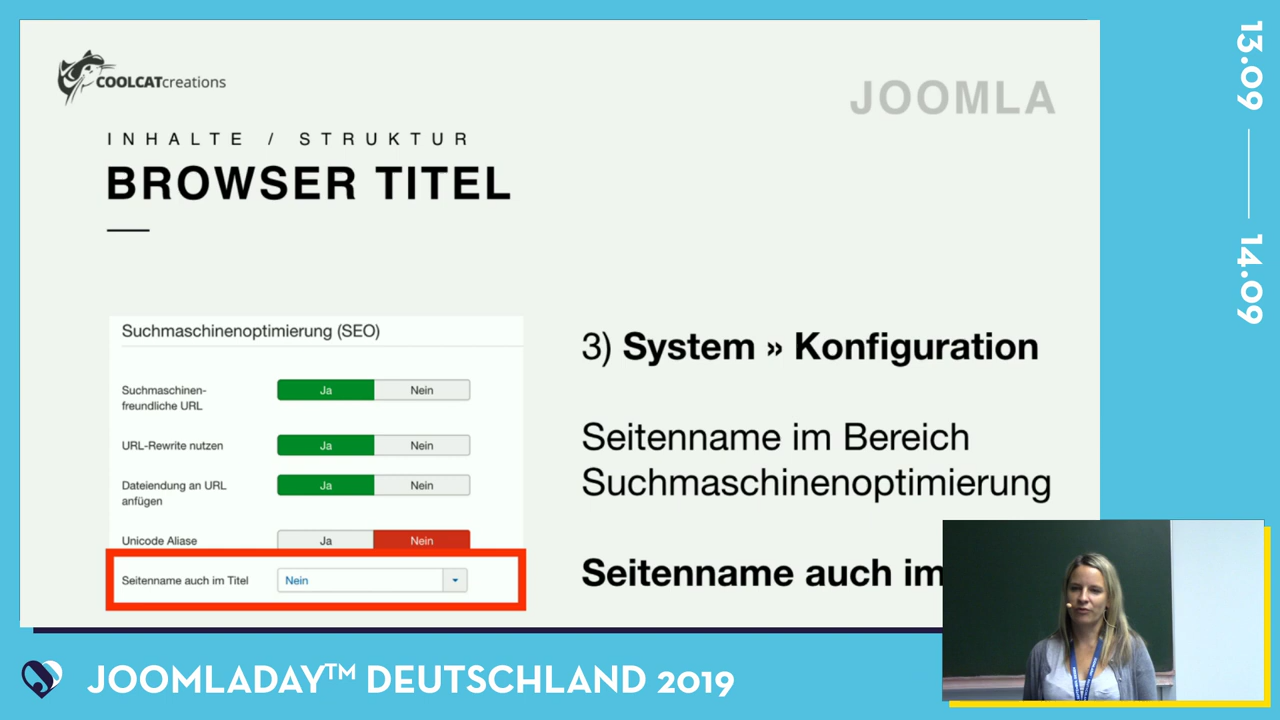 COOLCATcreations
JOOMLA
INHALTE / STRUKTUR
BROWSER TITEL
Suchmaschinenoptimierung (SEO)
Suchmaschinen-
freundliche URL
Ja
Nein
URL-Rewrite nutzen
Ja
Nein
Dateiendung an URL
anfügen
Ja
Nein
Unicode Aliase
Ja
Nein
Seitenname auch im Titel
Nein
3) System » Konfiguration
Seitenname im Bereich
Suchmaschinenoptimierung
Seitenname auch im
13.09
14.09
JOOMLADAY™ DEUTSCHLAND 2019